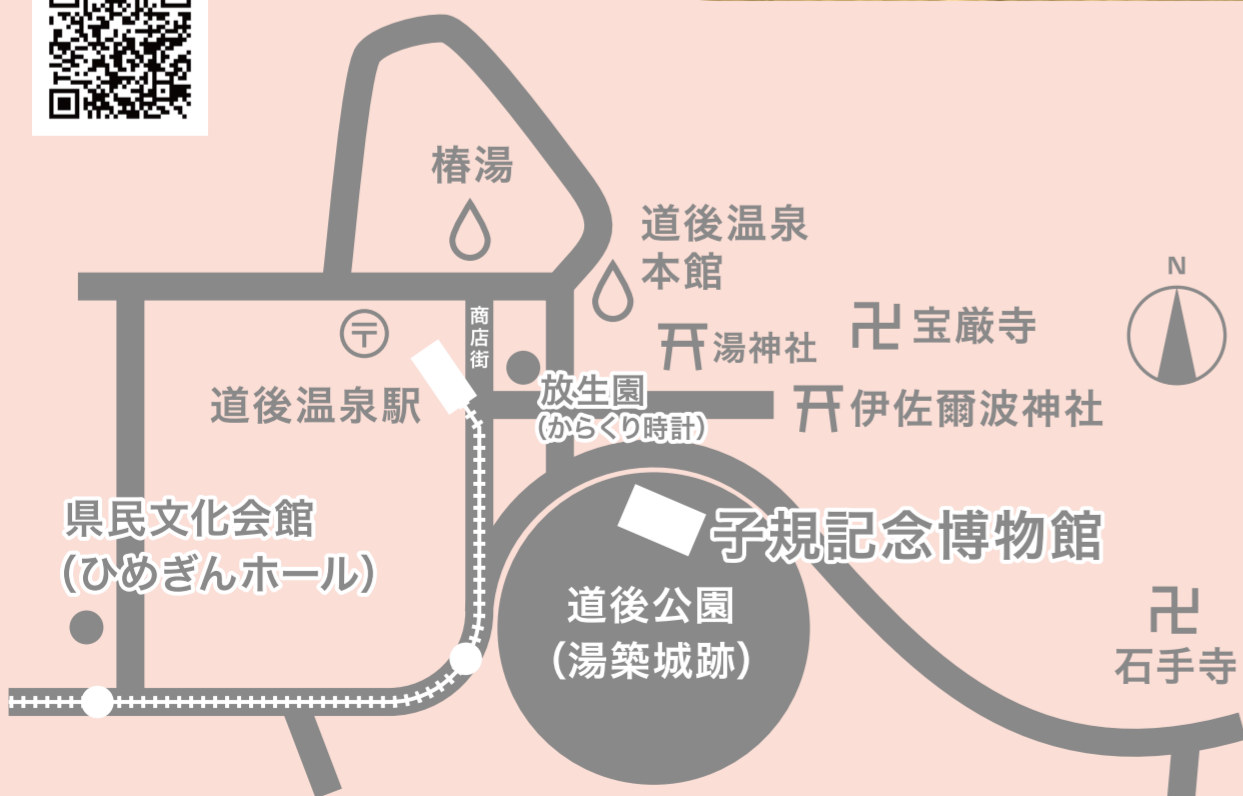 椿湯
道後温泉
本館
N
商店街
〒
卍 宝厳寺
湯神社
道後温泉駅
放生園
(からくり時計)
伊佐爾波神社
県民文化会館
(ひめぎんホール)
子規記念博物館
道後公園
(湯築城跡)
卍
石手寺